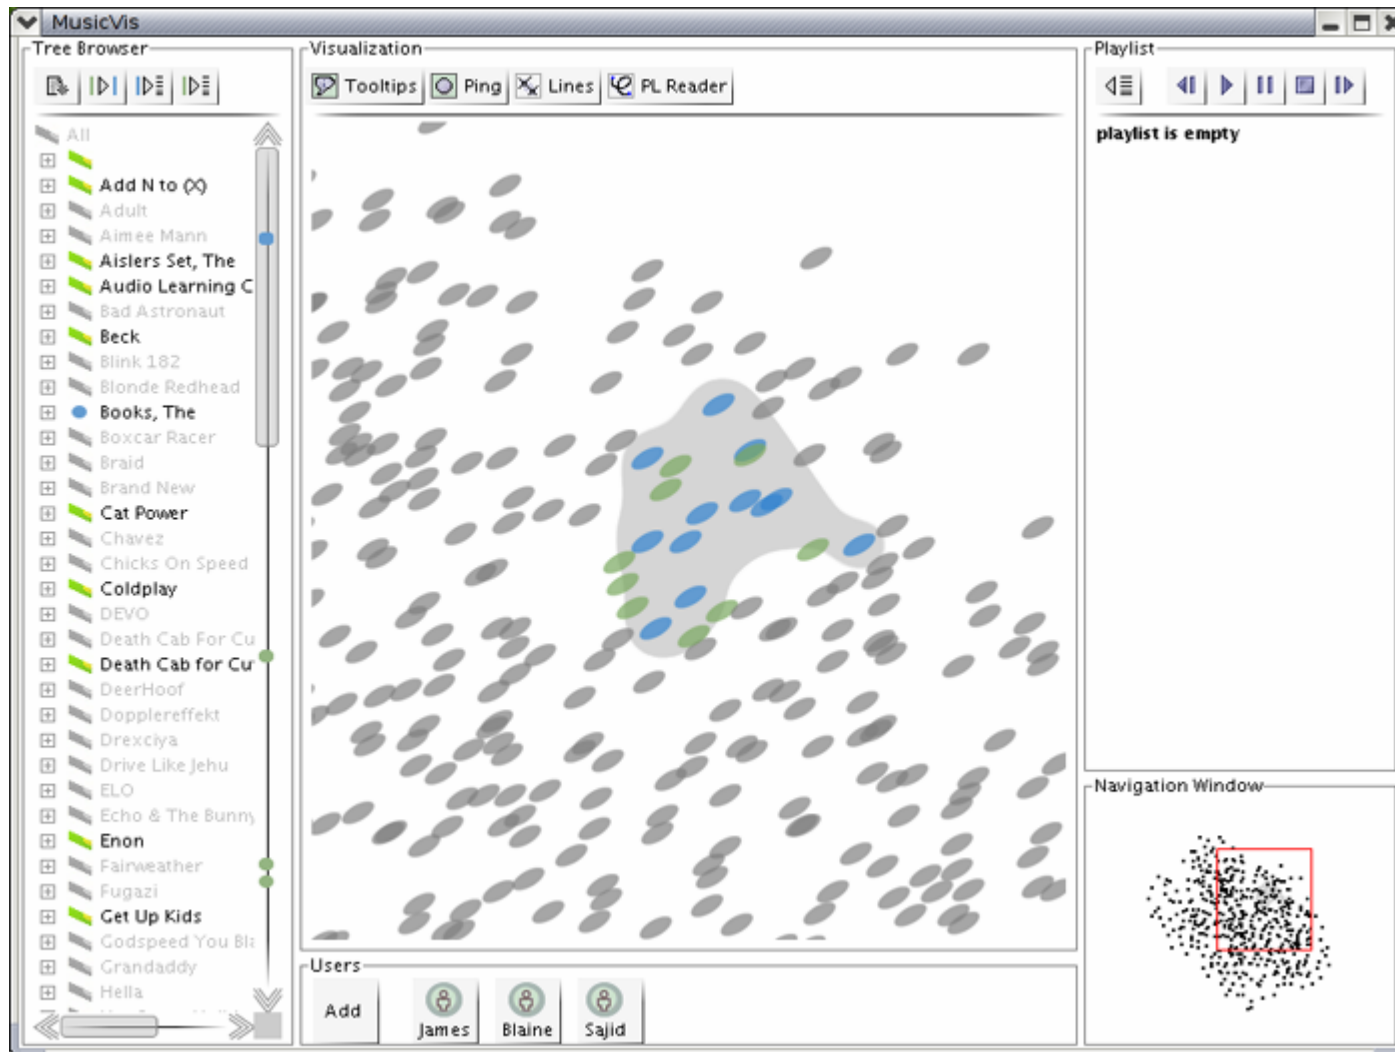 MusicVis
Tree Browser
Visualization
Tooltips
Ping
Lines
PL Reader
Playlist
playlist is empty
All
Add N to (X)
Adult
Aimee Mann
Aislers Set, The
Audio Learning C
Bad Astronaut
Beck
Blink 182
Blonde Redhead
Books, The
Boxcar Racer
Braid
Brand New
Cat Power
Chavez
Chicks On Speed
Coldplay
DEVO
Death Cab For Cu
Death Cab for Cu
DeerHoof
Dopplereffekt
Drexciya
Drive Like Jehu
ELO
Echo & The Bunny
Enon
Fairweather
Fugazi
Get Up Kids
Godspeed You Bla
Grandaddy
Hella
Users
Add
James
Blaine
Sajid
Navigation Window